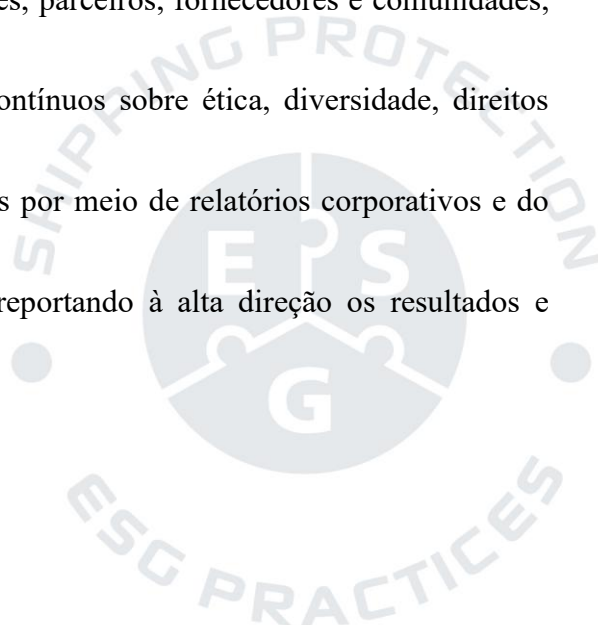 es, parceiros, fornecedores e comunidades,
ontínuos sobre ética, diversidade, direitos
s por meio de relatórios corporativos e do
reportando à alta direção os resultados e
SHIPPING PROTECTION
E P S
G
ESG PRACTICES